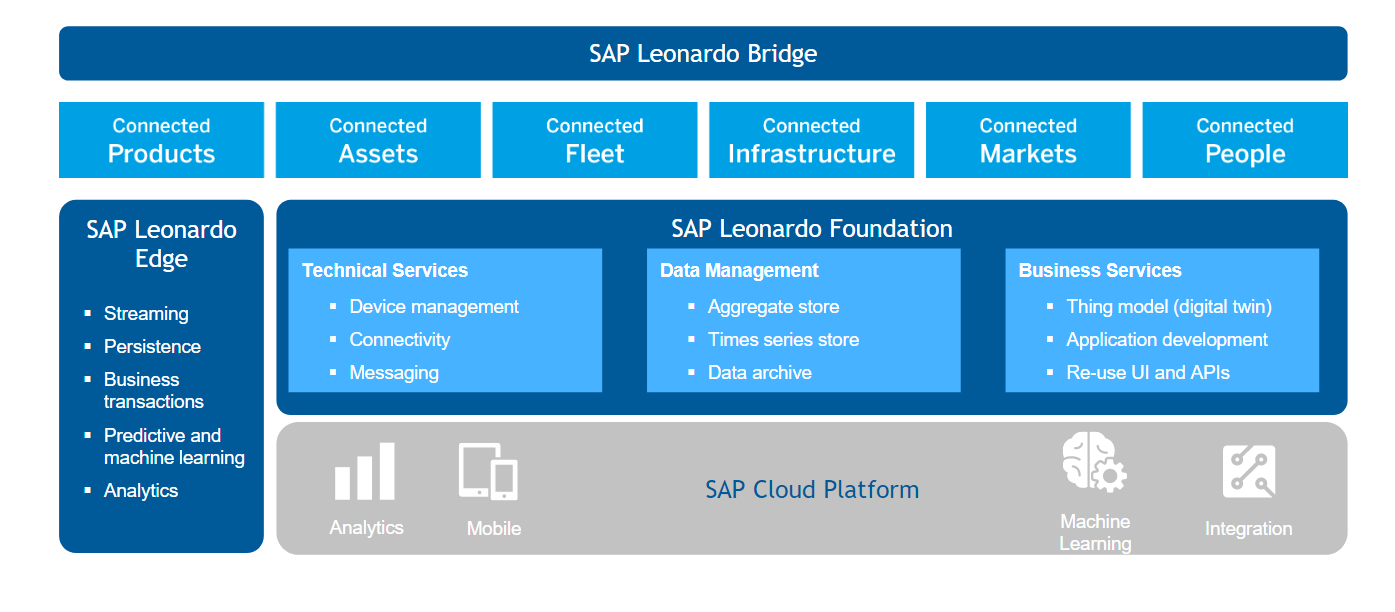 SAP Leonardo Bridge
Connected
Products
Connected
Assets
Connected
Fleet
Connected
Infrastructure
Connected
Markets
Connected
People
SAP Leonardo
Edge
▪ Streaming
▪ Persistence
▪ Business
transactions
▪ Predictive and
machine learning
▪ Analytics
SAP Leonardo Foundation
Technical Services
▪ Device management
▪ Connectivity
▪ Messaging
Data Management
▪ Aggregate store
▪ Times series store
▪ Data archive
Business Services
▪ Thing model (digital twin)
▪ Application development
▪ Re-use UI and APIs
Analytics
Mobile
SAP Cloud Platform
Machine
Learning
Integration